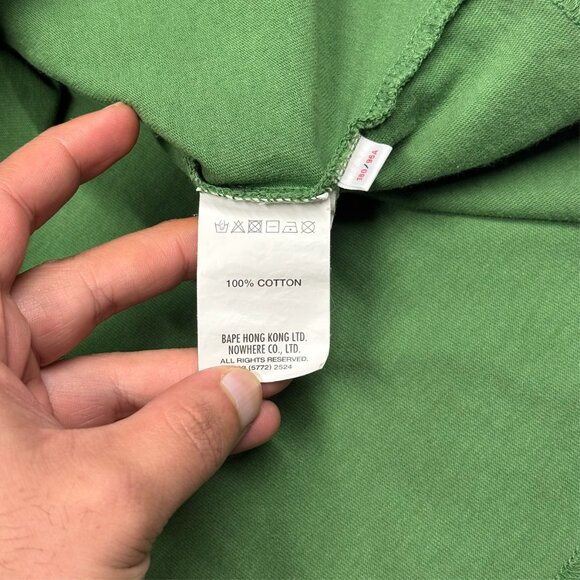 100% COTTON
BAPE HONG KONG LTD.
NOWHERE CO., LTD.
ALL RIGHTS RESERVED.
(5772) 2524